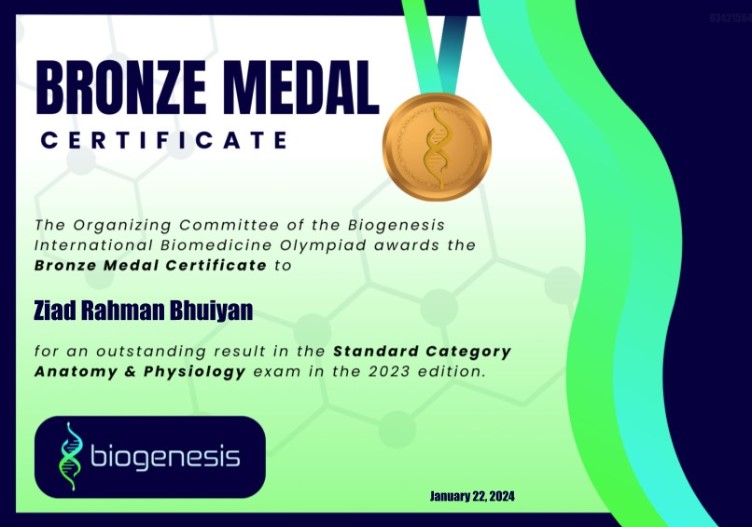 BRONZE MEDAL
CERTIFICATE
The Organizing Committee of the Biogenesis
International Biomedicine Olympiad awards the
Bronze Medal Certificate to
Ziad Rahman Bhuiyan
for an outstanding result in the Standard Category
Anatomy & Physiology exam in the 2023 edition.
biogenesis
January 22, 2024